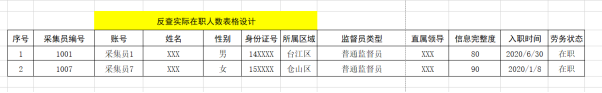 反查实际在职人数表格设计
序号 采集员编号 账号 姓名 性别 身份证号 所属区域 监督员类型 直属领导 信息完整度 入职时间 劳务状态
1 1001 采集员1 XXX 男 14XXXX 台江区 普通监督员 XXX 80 2020/6/30 在职
2 1007 采集员7 XXX 女 15XXXX 仓山区 普通监督员 XXX 90 2020/1/8 在职